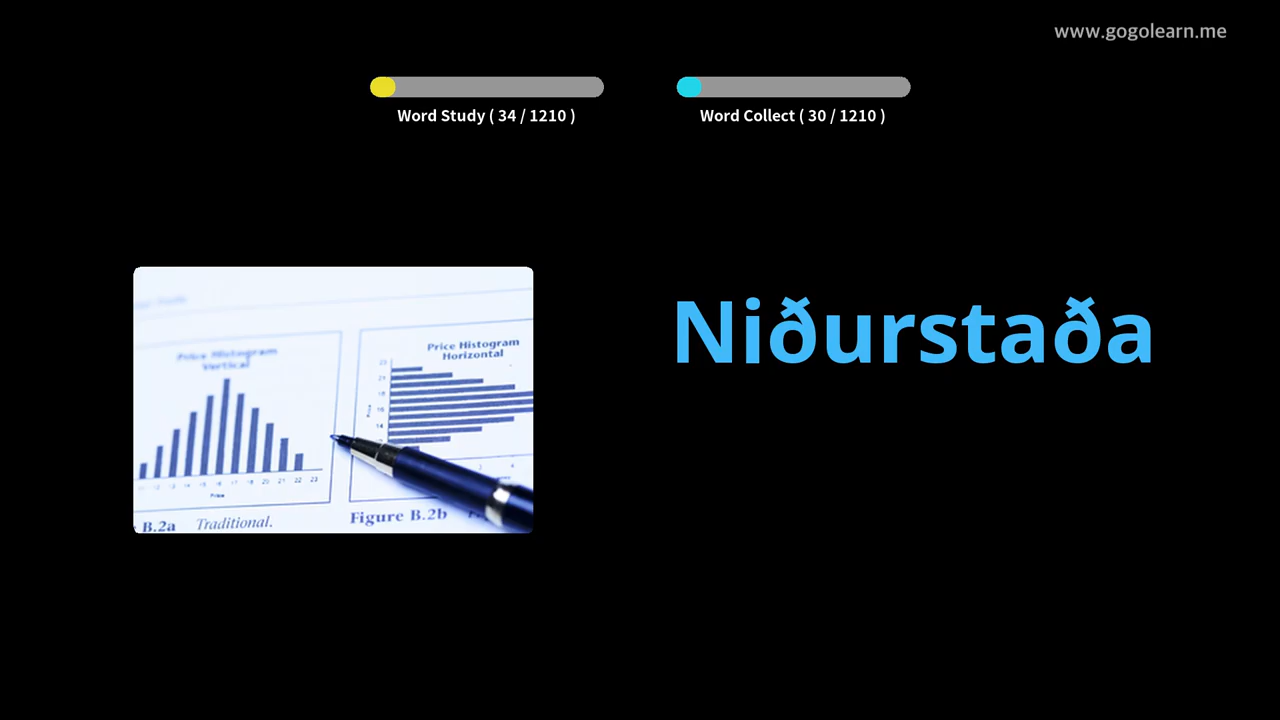 www.gogolearn.me
Word Study ( 34 / 1210 )
Word Collect ( 30 / 1210 )
Niðurstaða
Price Histogram
Vertical
Price Histogram
Horizontal
Price
B.2a Traditional.
Figure B.2b